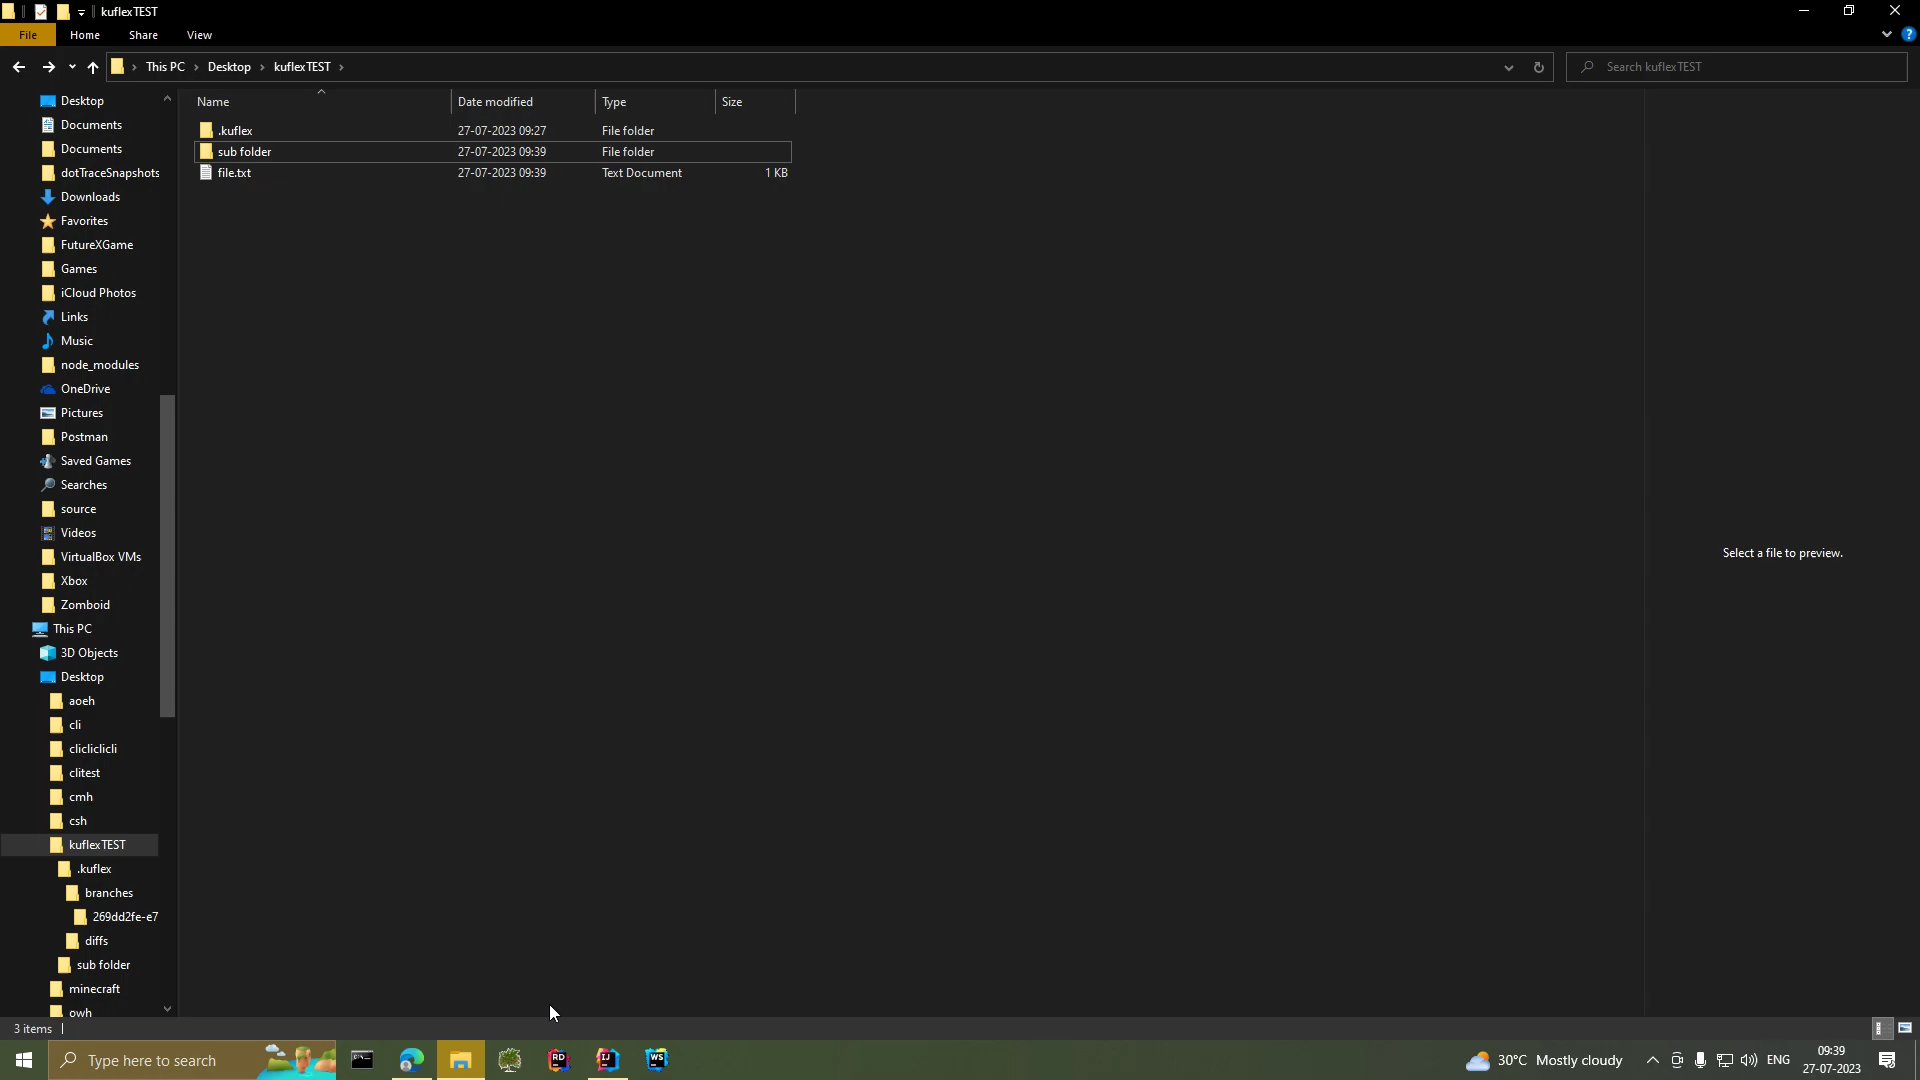 kuflexTEST
File Home Share View
This PC Desktop kuflexTEST
Search kuflexTEST
Name Date modified Type Size
.kuflex 27-07-2023 09:27 File folder
sub folder 27-07-2023 09:39 File folder
file.txt 27-07-2023 09:39 Text Document 1 KB
Desktop
Documents
Documents
dotTraceSnapshots
Downloads
Favorites
FutureXGame
Games
iCloud Photos
Links
Music
node_modules
OneDrive
Pictures
Postman
Saved Games
Searches
source
Videos
VirtualBox VMs
Xbox
Zomboid
This PC
3D Objects
Desktop
aoeh
cli
clicliclicli
clitest
cmh
csh
kuflexTEST
.kuflex
branches
269dd2fe-e7
diffs
sub folder
minecraft
owh
Select a file to preview.
3 items
Type here to search
RD
IJ
WS
30°C Mostly cloudy
ENG
09:39
27-07-2023